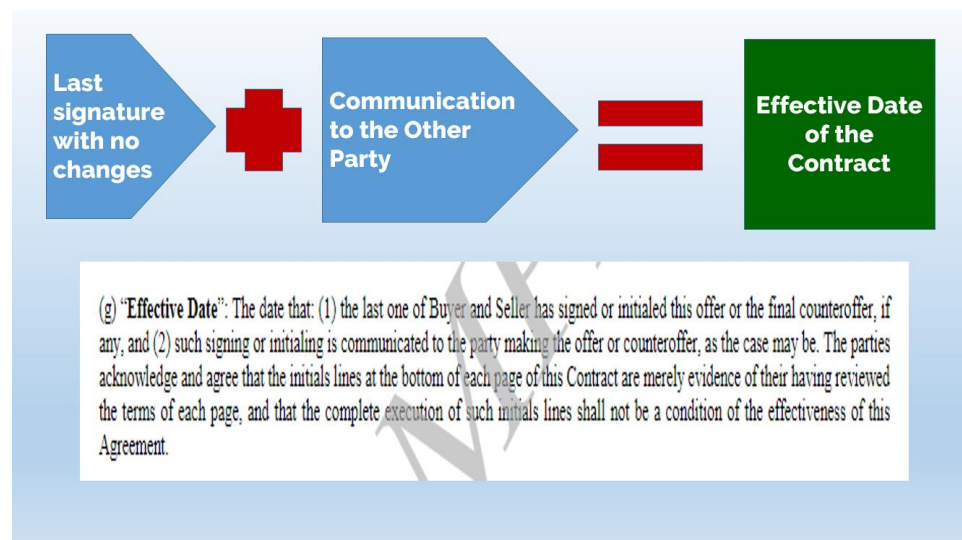 Last
signature
with no
changes
Communication
to the Other
Party
Effective Date
of the
Contract
(g) “Effective Date”: The date that: (1) the last one of Buyer and Seller has signed or initialed this offer or the final counteroffer, if
any, and (2) such signing or initialing is communicated to the party making the offer or counteroffer, as the case may be. The parties
acknowledge and agree that the initials lines at the bottom of each page of this Contract are merely evidence of their having reviewed
the terms of each page, and that the complete execution of such initials lines shall not be a condition of the effectiveness of this
Agreement.